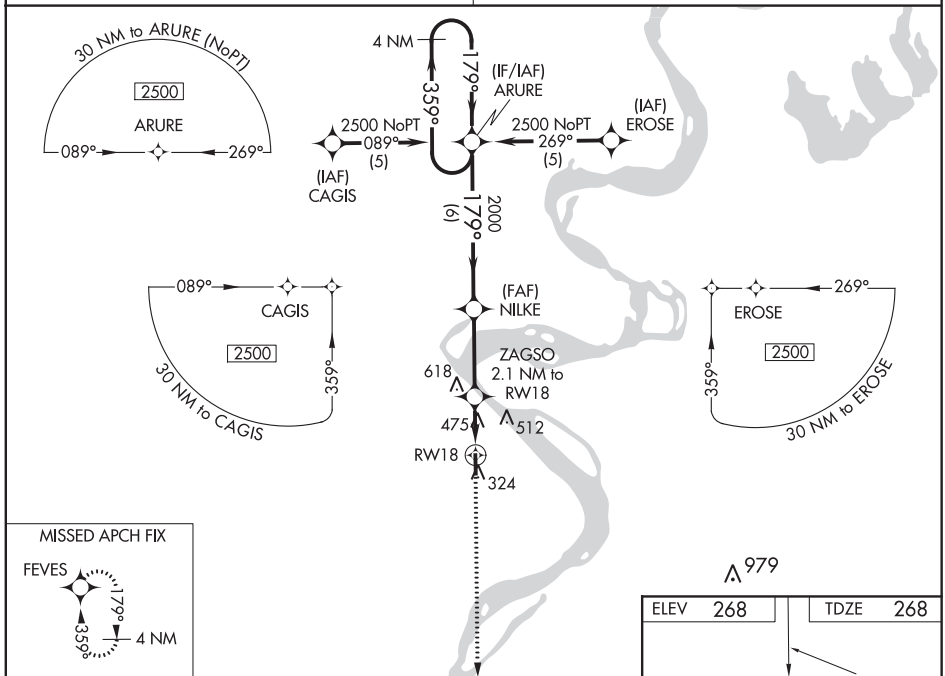 30 NM to ARURE (NoPT)
2500
ARURE
089°
269°
4 NM
179°
359°
(IF/IAF)
ARURE
2500 NoPT
089°
(5)
(IAF)
CAGIS
2500 NoPT
269°
(5)
(IAF)
EROSE
2000
179°
(6)
089°
CAGIS
2500
359°
30 NM to CAGIS
(FAF)
NILKE
269°
EROSE
2500
359°
30 NM to EROSE
ZAGSO
2.1 NM to
RW18
618
475
512
RW18
324
MISSED APCH FIX
FEVES
179°
359°
4 NM
979
ELEV 268
TDZE 268